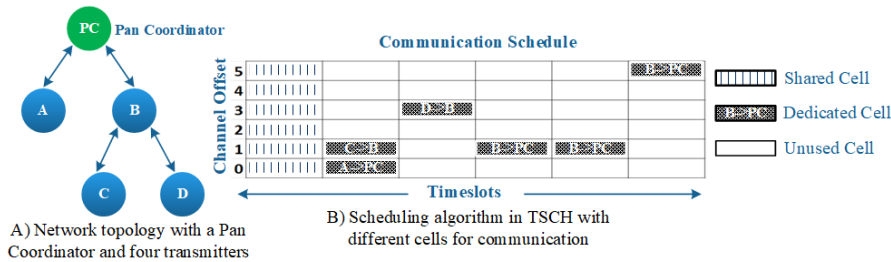 PC
Pan Coordinator
A
B
C
D
A) Network topology with a Pan
Coordinator and four transmitters
Communication Schedule
Channel Offset
5
4
3
2
1
0
B->PC
D->B
C->B
B->PC
B->PC
A->PC
Timeslots
B) Scheduling algorithm in TSCH with
different cells for communication
Shared Cell
B->PC
Dedicated Cell
Unused Cell